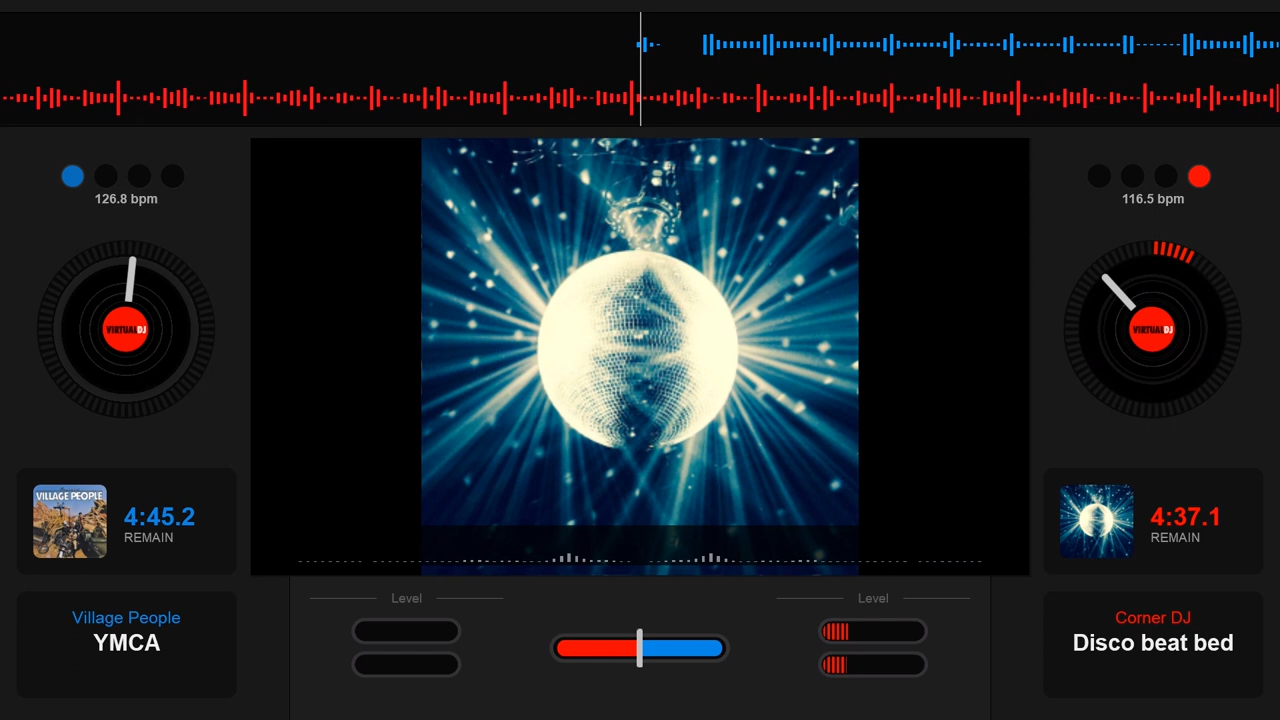 126.8 bpm
116.5 bpm
VIRTUAL DJ
VIRTUAL DJ
VILLAGE PEOPLE
4:45.2
REMAIN
4:37.1
REMAIN
Level
Level
Village People
YMCA
Corner DJ
Disco beat bed